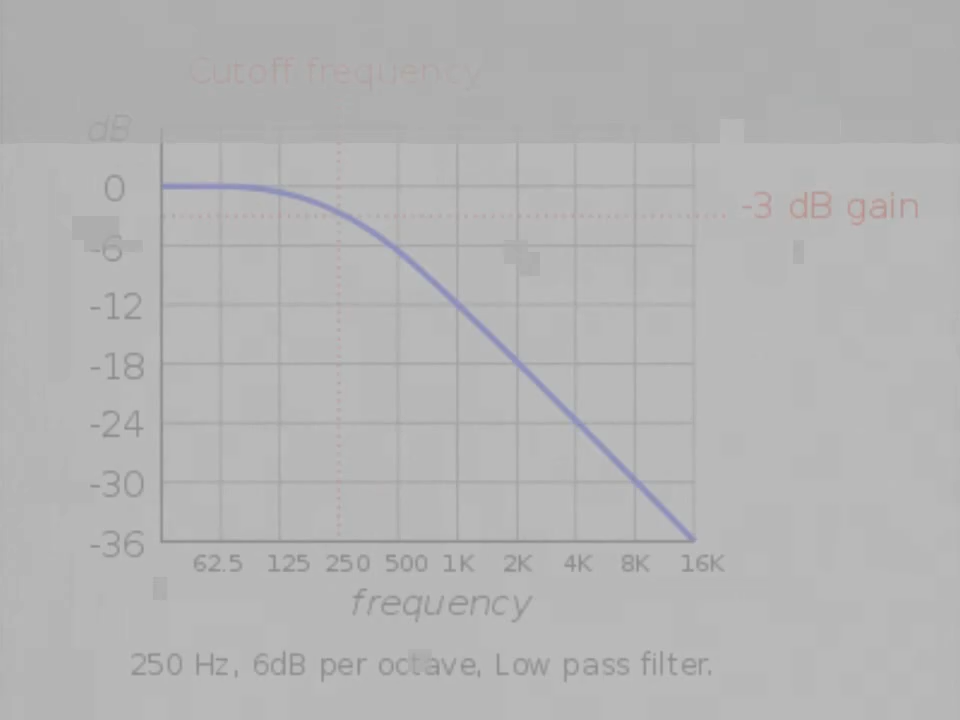 Cutoff frequency
dB
0
-3 dB gain
-6
-12
-18
-24
-30
-36
62.5 125 250 500 1K 2K 4K 8K 16K
frequency
250 Hz, 6dB per octave, Low pass filter.